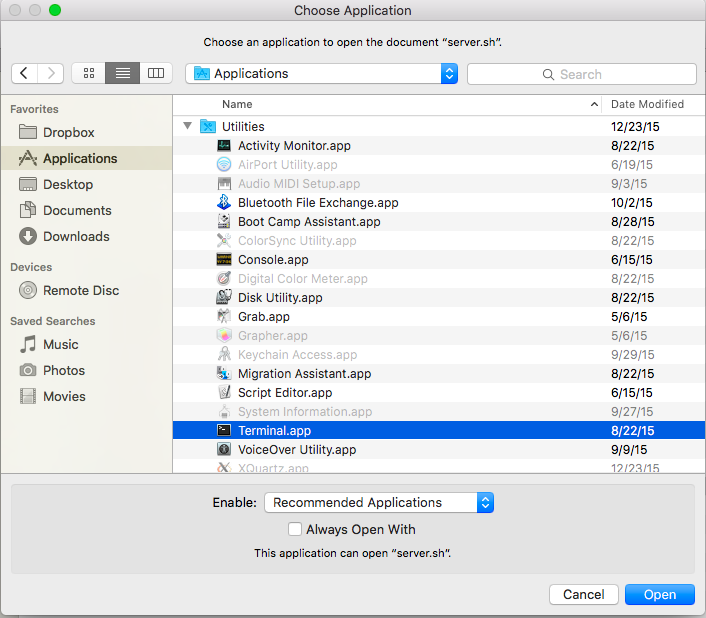 Choose Application
Choose an application to open the document “server.sh”.
Applications
Search
Favorites
Dropbox
Applications
Desktop
Documents
Downloads
Devices
Remote Disc
Saved Searches
Music
Photos
Movies
Name Date Modified
Utilities 12/23/15
Activity Monitor.app 8/22/15
AirPort Utility.app 6/19/15
Audio MIDI Setup.app 9/3/15
Bluetooth File Exchange.app 10/2/15
Boot Camp Assistant.app 8/28/15
ColorSync Utility.app 8/22/15
Console.app 6/15/15
Digital Color Meter.app 8/22/15
Disk Utility.app 8/22/15
Grab.app 5/6/15
Grapher.app 5/6/15
Keychain Access.app 9/29/15
Migration Assistant.app 8/22/15
Script Editor.app 6/15/15
System Information.app 9/27/15
Terminal.app 8/22/15
VoiceOver Utility.app 9/9/15
XQuartz.app 12/23/15
Enable: Recommended Applications
Always Open With
This application can open “server.sh”.
Cancel Open